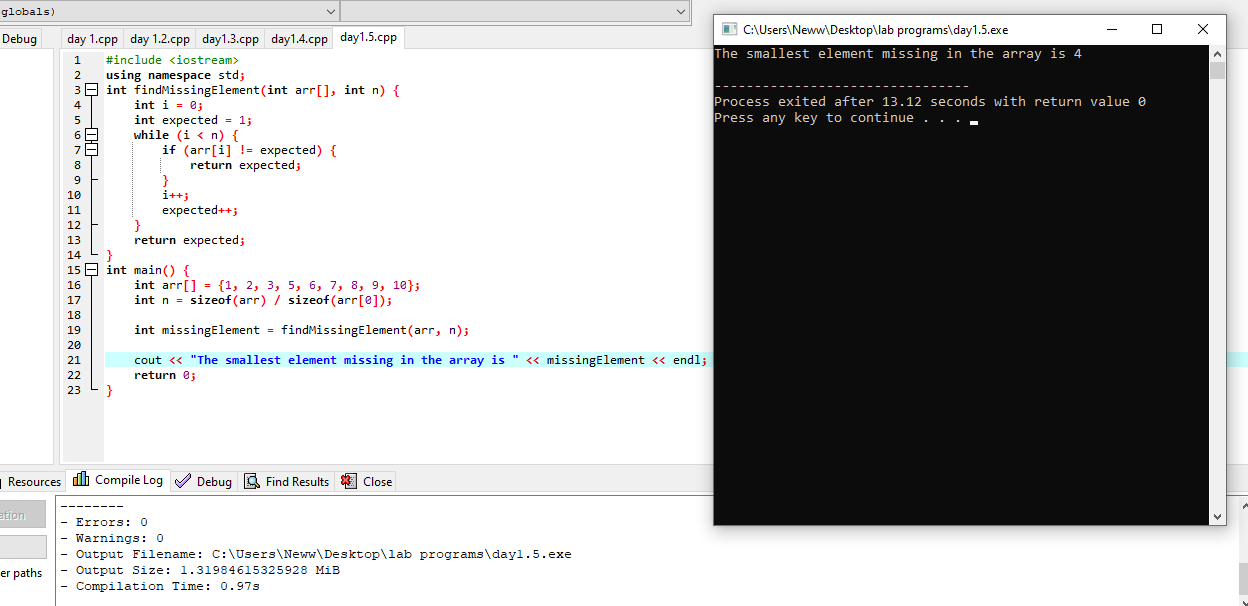 globals)
Debug
day 1.cpp day 1.2.cpp day1.3.cpp day1.4.cpp day1.5.cpp
1 #include <iostream>
2 using namespace std;
3 int findMissingElement(int arr[], int n) {
4 int i = 0;
5 int expected = 1;
6 while (i < n) {
7 if (arr[i] != expected) {
8 return expected;
9 }
10 i++;
11 expected++;
12 }
13 return expected;
14 }
15 int main() {
16 int arr[] = {1, 2, 3, 5, 6, 7, 8, 9, 10};
17 int n = sizeof(arr) / sizeof(arr[0]);
18
19 int missingElement = findMissingElement(arr, n);
20
21 cout << "The smallest element missing in the array is " << missingElement << endl;
22 return 0;
23 }
C:\Users\Neww\Desktop\lab programs\day1.5.exe
The smallest element missing in the array is 4
--------------------------------
Process exited after 13.12 seconds with return value 0
Press any key to continue . . .
Resources Compile Log Debug Find Results Close
ation
er paths
--------
- Errors: 0
- Warnings: 0
- Output Filename: C:\Users\Neww\Desktop\lab programs\day1.5.exe
- Output Size: 1.31984615325928 MiB
- Compilation Time: 0.97s